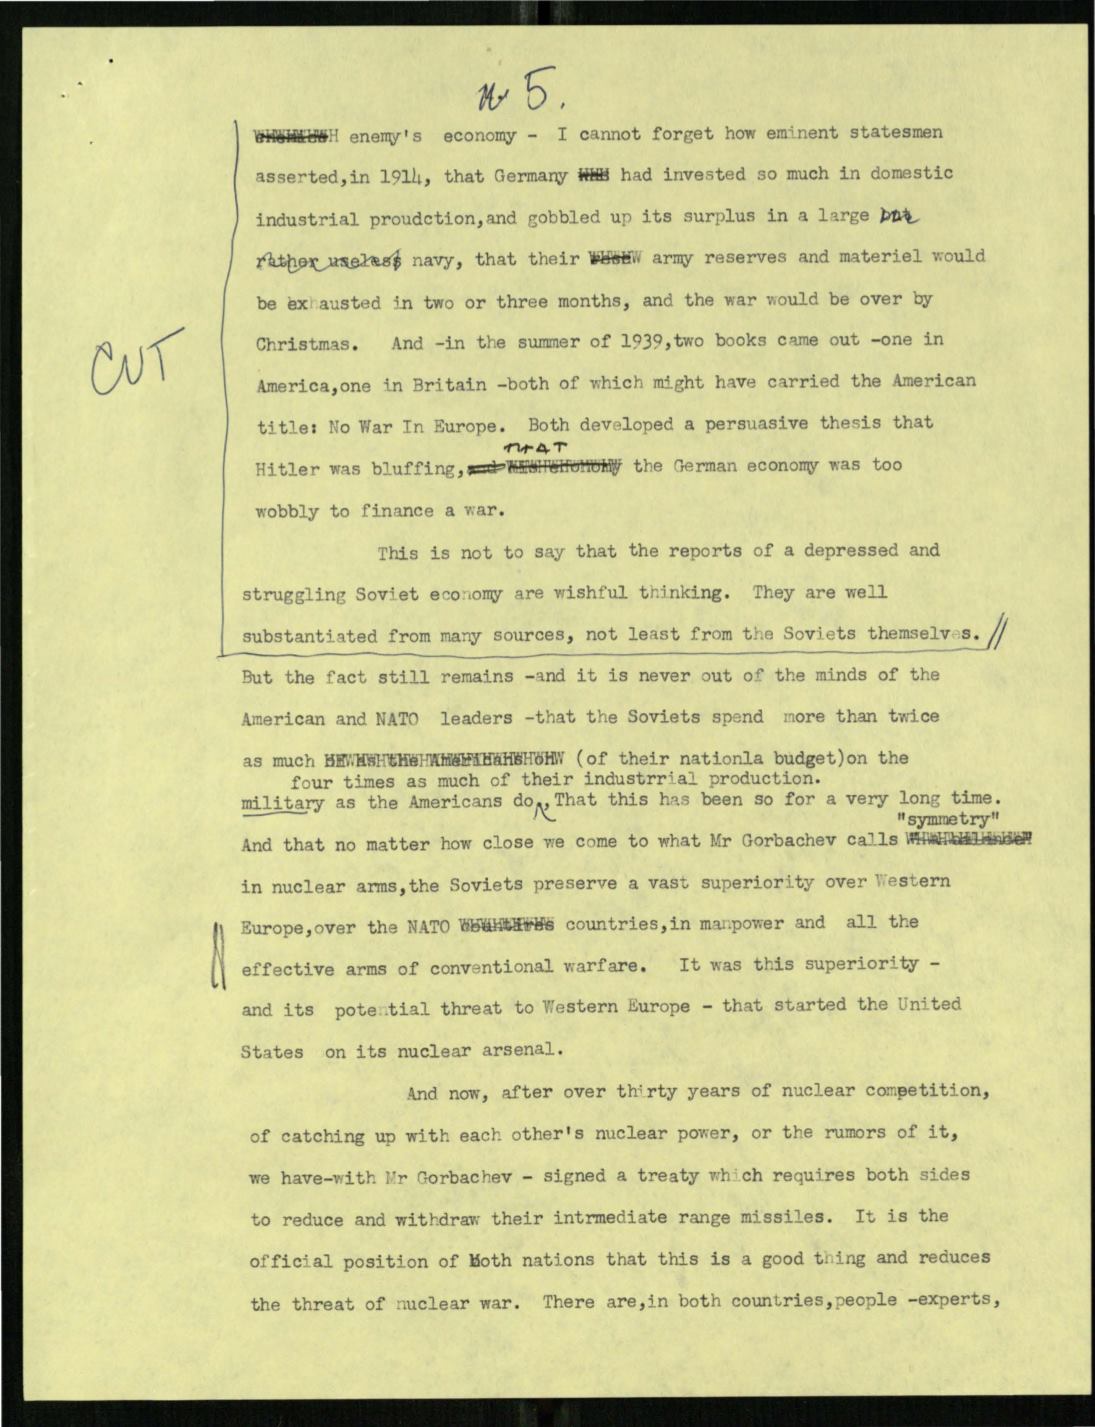 5.
enemy's economy - I cannot forget how eminent statesmen
asserted,in 1914, that Germany had invested so much in domestic
industrial proudction,and gobbled up its surplus in a large but
rather useless navy, that their army reserves and materiel would
be exhausted in two or three months, and the war would be over by
CUT
Christmas. And -in the summer of 1939,two books came out -one in
America,one in Britain -both of which might have carried the American
title: No War In Europe. Both developed a persuasive thesis that
THAT
Hitler was bluffing, the German economy was too
wobbly to finance a war.
This is not to say that the reports of a depressed and
struggling Soviet economy are wishful thinking. They are well
substantiated from many sources, not least from the Soviets themselves. //
But the fact still remains -and it is never out of the minds of the
American and NATO leaders -that the Soviets spend more than twice
as much (of their nationla budget)on the
four times as much of their industrrial production.
military as the Americans do, That this has been so for a very long time.
"symmetry"
And that no matter how close we come to what Mr Gorbachev calls
in nuclear arms,the Soviets preserve a vast superiority over Western
Europe,over the NATO countries,in manpower and all the
effective arms of conventional warfare. It was this superiority -
and its potential threat to Western Europe - that started the United
States on its nuclear arsenal.
And now, after over thirty years of nuclear competition,
of catching up with each other's nuclear power, or the rumors of it,
we have-with Mr Gorbachev - signed a treaty which requires both sides
to reduce and withdraw their intrmediate range missiles. It is the
official position of both nations that this is a good thing and reduces
the threat of nuclear war. There are,in both countries,people -experts,